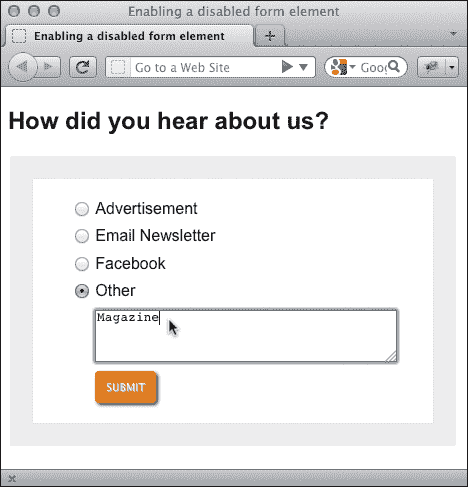 Enabling a disabled form element
Enabling a disabled form element
Go to a Web Site
Goog
How did you hear about us?
Advertisement
Email Newsletter
Facebook
Other
Magazine
SUBMIT